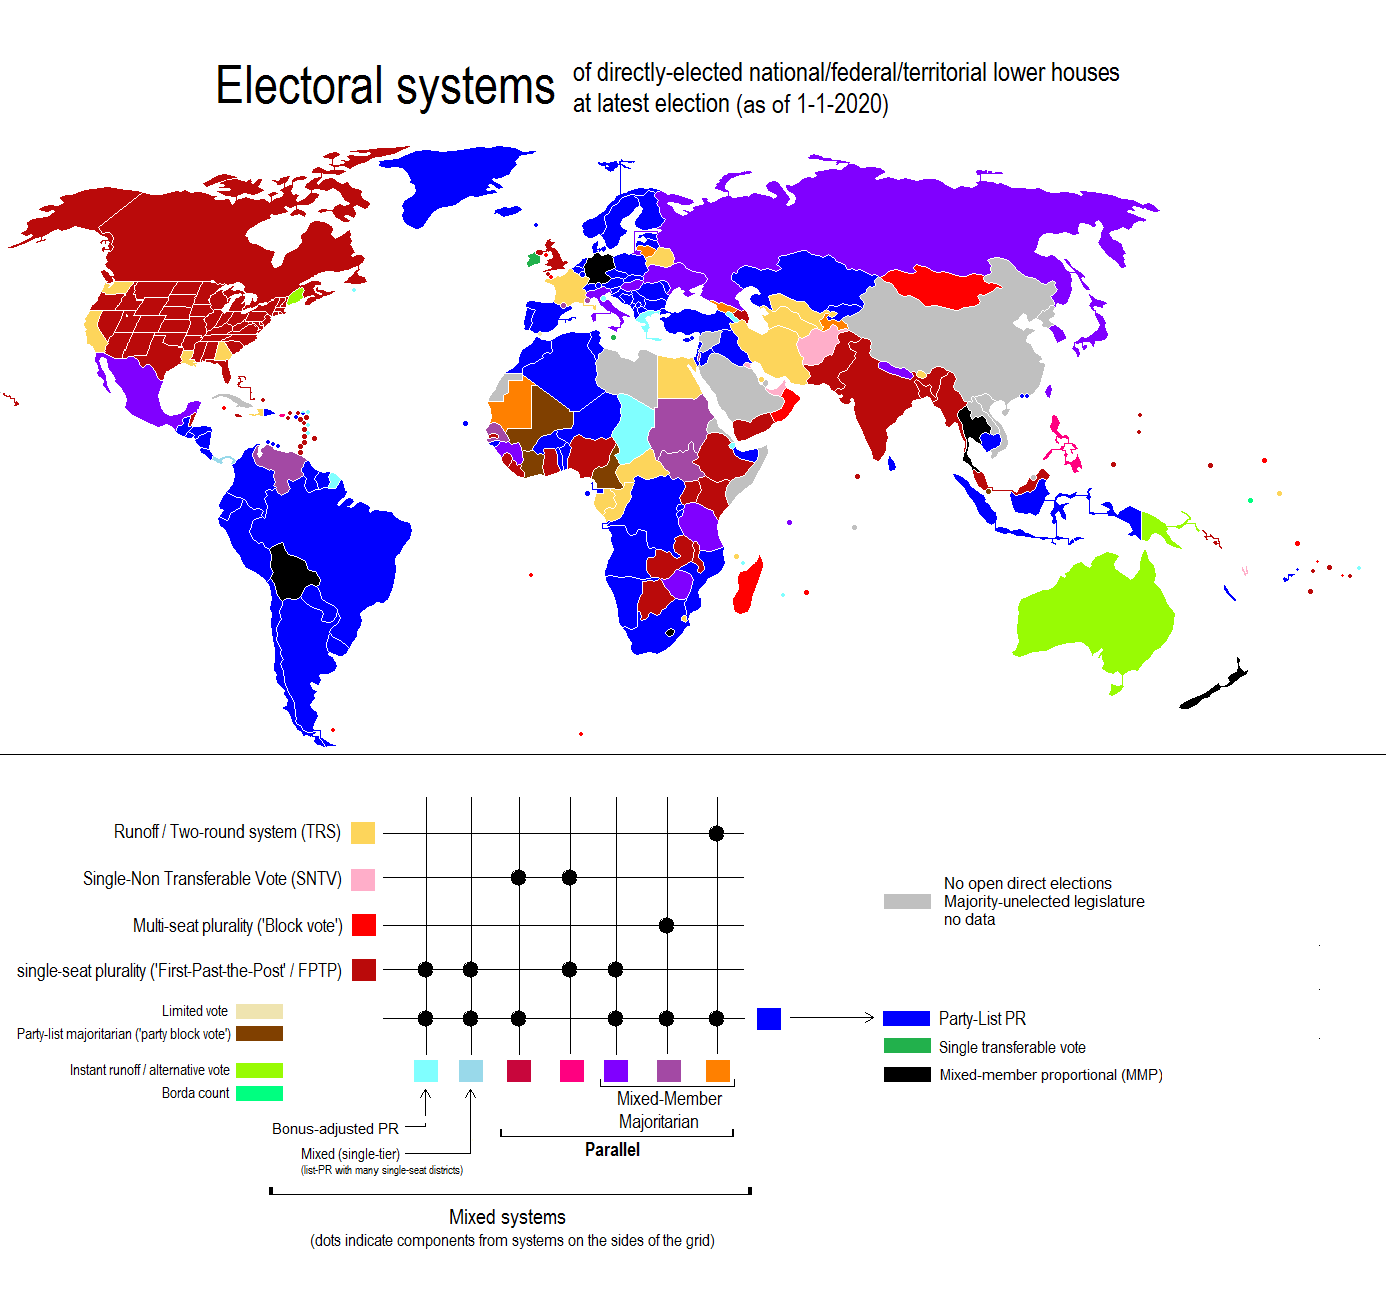 Electoral systems
of directly-elected national/federal/territorial lower houses
at latest election (as of 1-1-2020)
Runoff / Two-round system (TRS)
Single-Non Transferable Vote (SNTV)
Multi-seat plurality ('Block vote')
single-seat plurality ('First-Past-the-Post' / FPTP)
Limited vote
Party-list majoritarian ('party block vote')
Instant runoff / alternative vote
Borda count
No open direct elections
Majority-unelected legislature
no data
Party-List PR
Single transferable vote
Mixed-member proportional (MMP)
Mixed-Member
Majoritarian
Bonus-adjusted PR
Parallel
Mixed (single-tier)
(list-PR with many single-seat districts)
Mixed systems
(dots indicate components from systems on the sides of the grid)